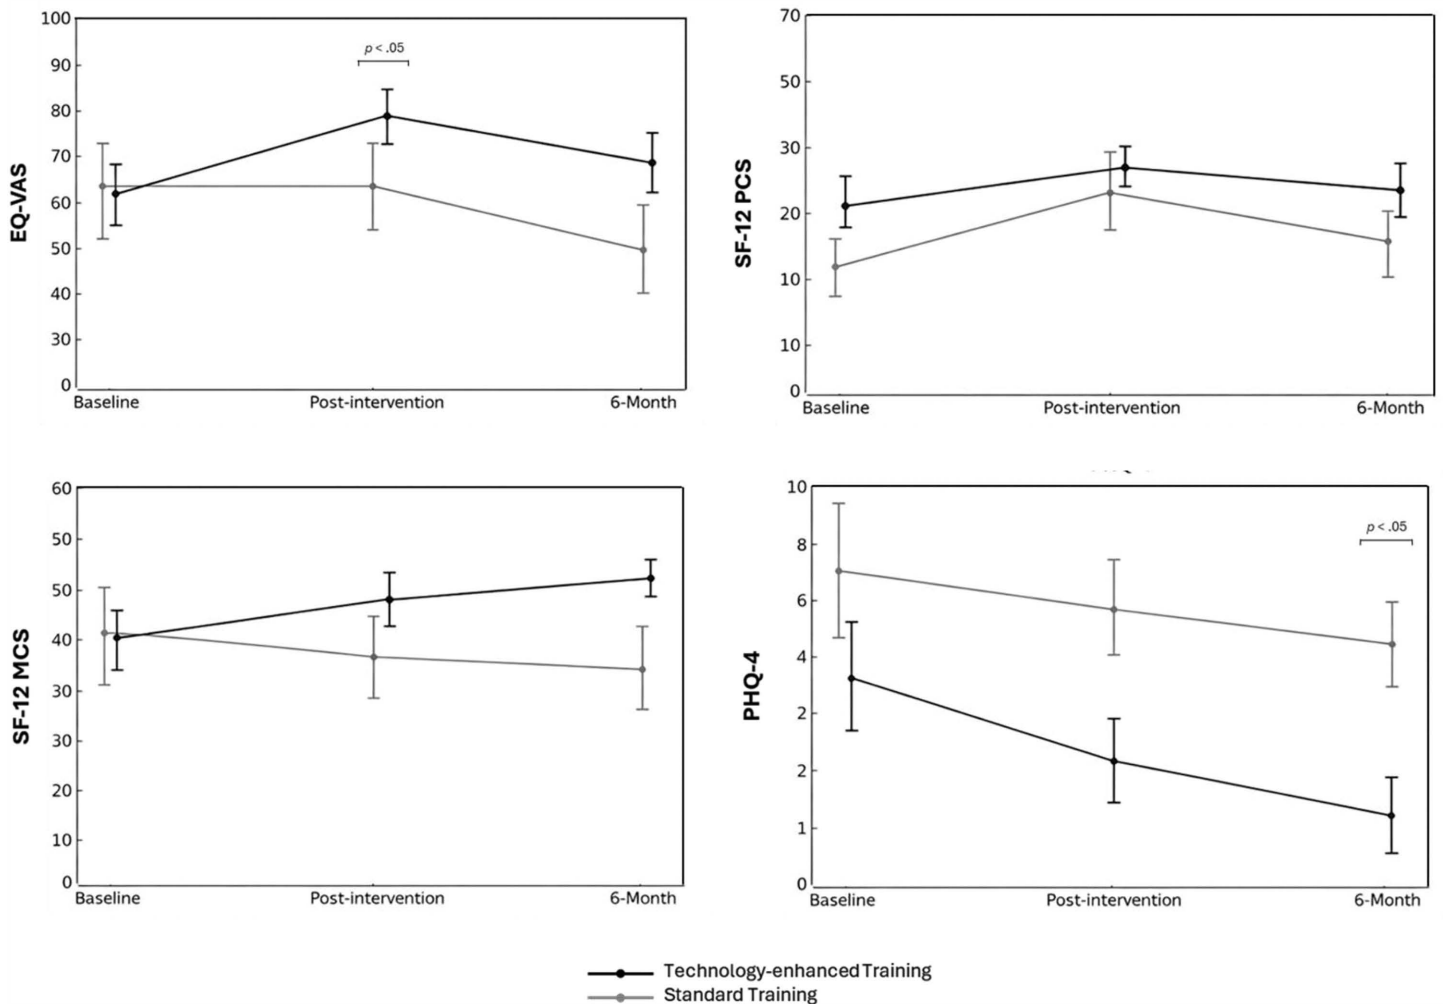 100
90
80
70
60
50
40
30
0
EQ-VAS
p < .05
Baseline
Post-intervention
6-Month
70
50
30
20
10
10
0
SF-12 PCS
Baseline
Post-intervention
6-Month
60
50
50
40
30
30
20
10
0
SF-12 MCS
Baseline
Post-intervention
6-Month
10
8
6
4
2
2
1
0
PHQ-4
p < .05
Baseline
Post-intervention
6-Month
Technology-enhanced Training
Standard Training